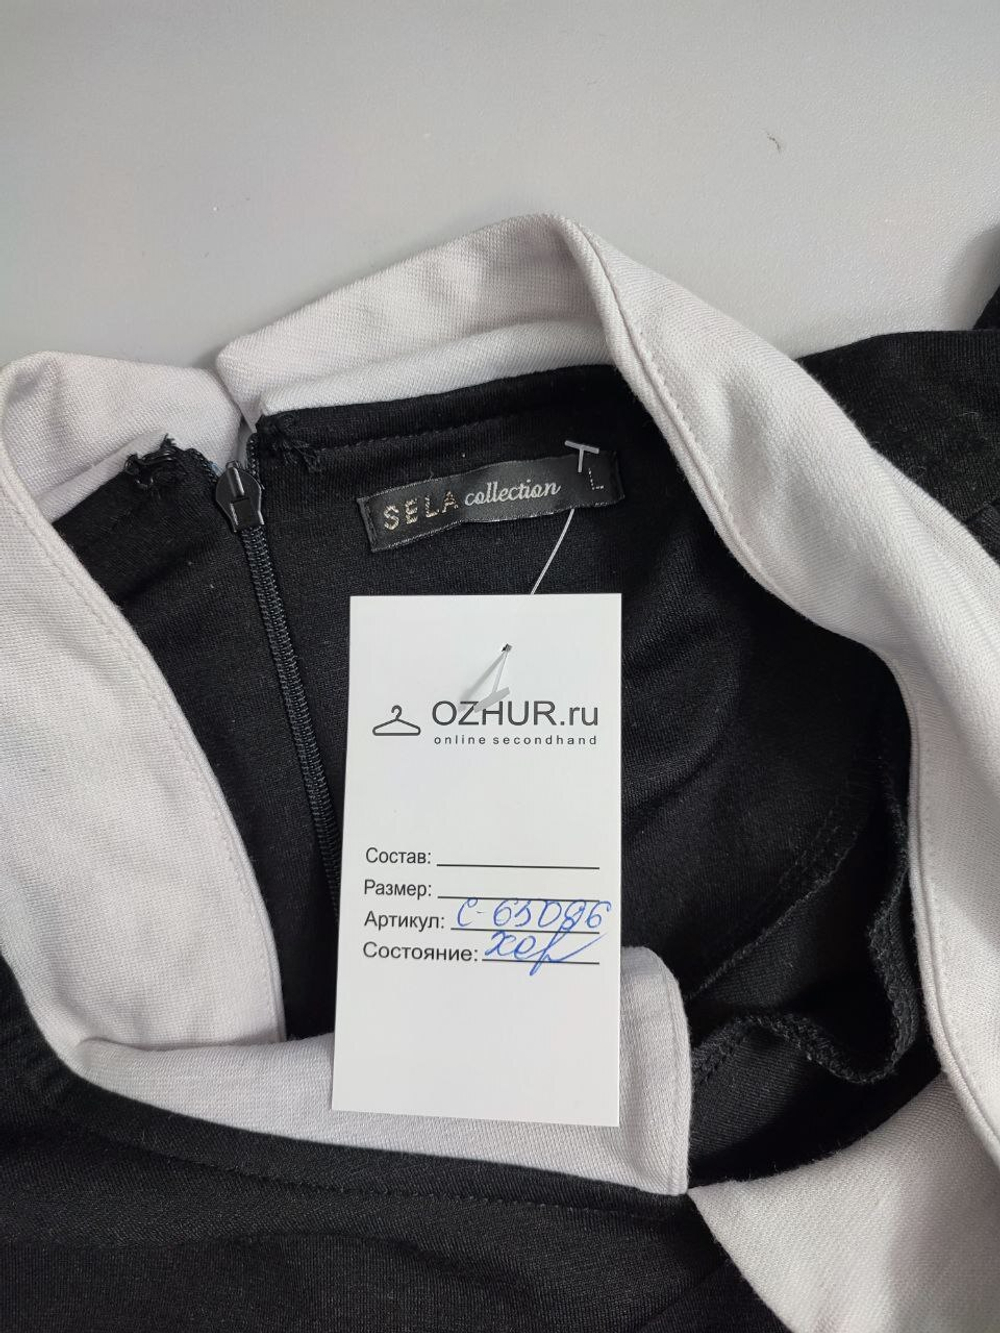 SELA collection L
OZHUR.ru
online secondhand
Состав:
Размер:
Артикул: С-63086
Состояние: хор